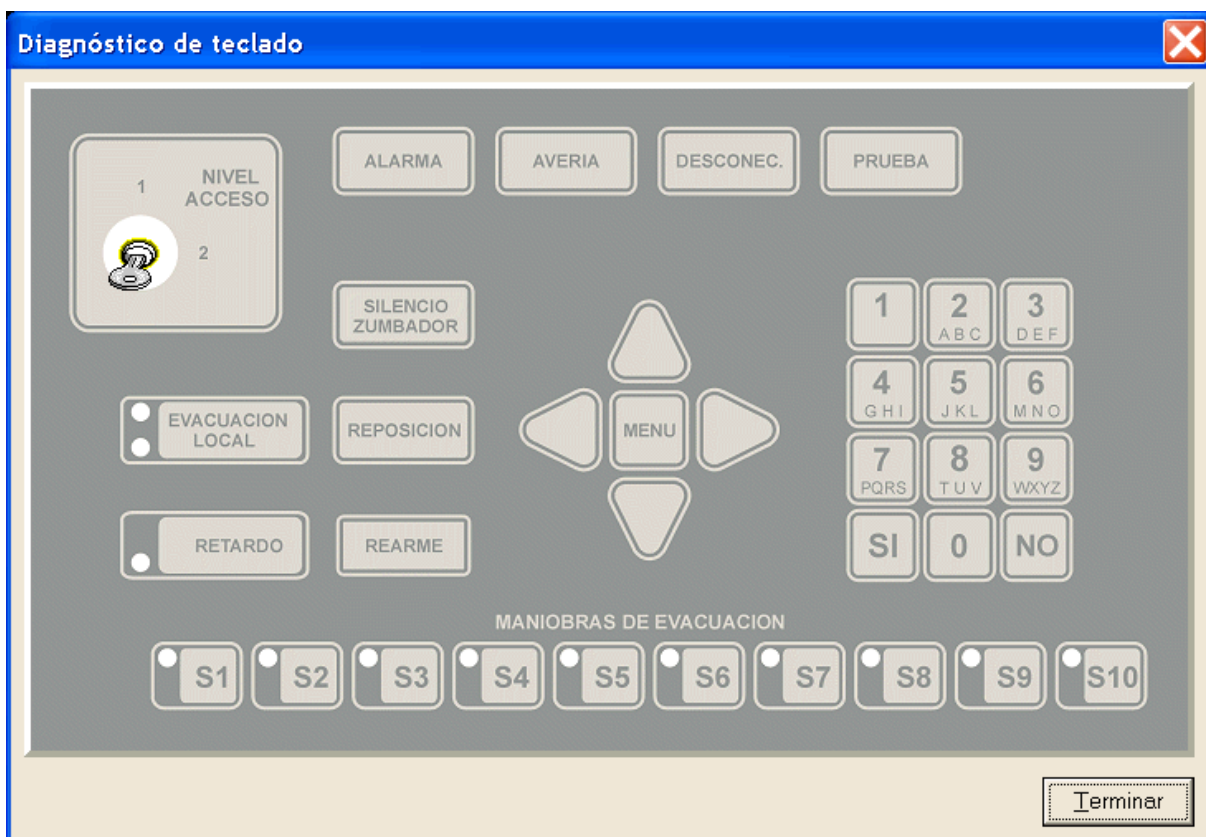 Diagnóstico de teclado
1 NIVEL
ACCESO
2
ALARMA
AVERIA
DESCONEC.
PRUEBA
SILENCIO
ZUMBADOR
EVACUACION
LOCAL
REPOSICION
MENU
RETARDO
REARME
1
2
ABC
3
DEF
4
GHI
5
JKL
6
MNO
7
PQRS
8
TUV
9
WXYZ
SI
0
NO
MANIOBRAS DE EVACUACION
S1
S2
S3
S4
S5
S6
S7
S8
S9
S10
Terminar